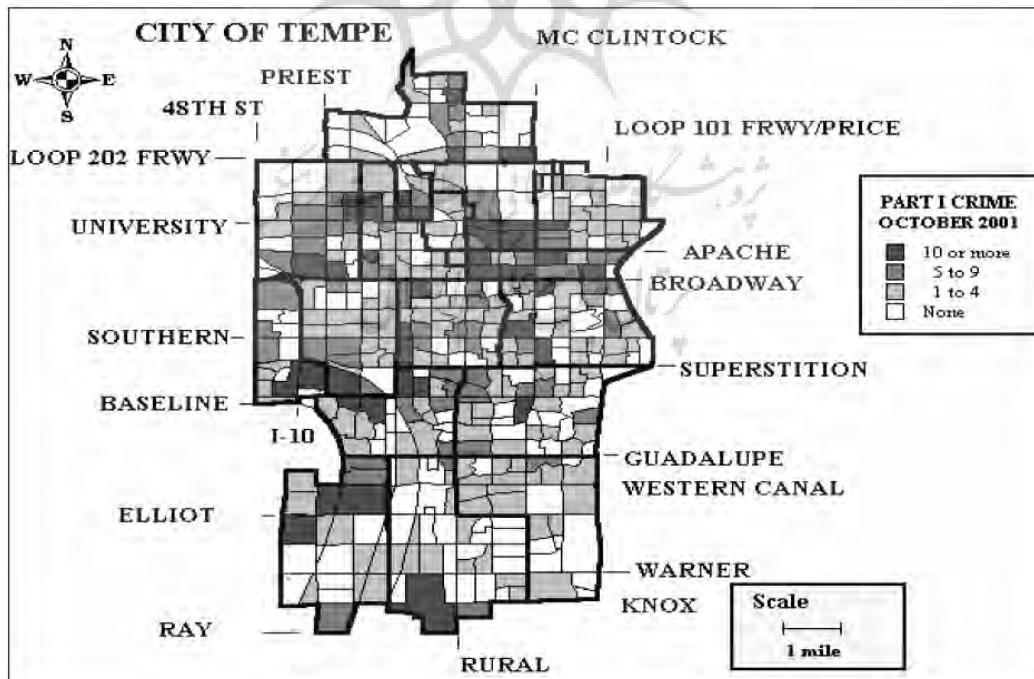 CITY OF TEMPE
MC CLINTOCK
N
W E
S
PRIEST
48TH ST
LOOP 101 FRWY/PRICE
LOOP 202 FRWY
PART I CRIME
OCTOBER 2001
UNIVERSITY
10 or more
APACHE
5 to 9
BROADWAY
1 to 4
None
SOUTHERN
SUPERSTITION
BASELINE
I-10
GUADALUPE
WESTERN CANAL
ELLIOT
WARNER
KNOX
Scale
RAY
1 mile
RURAL